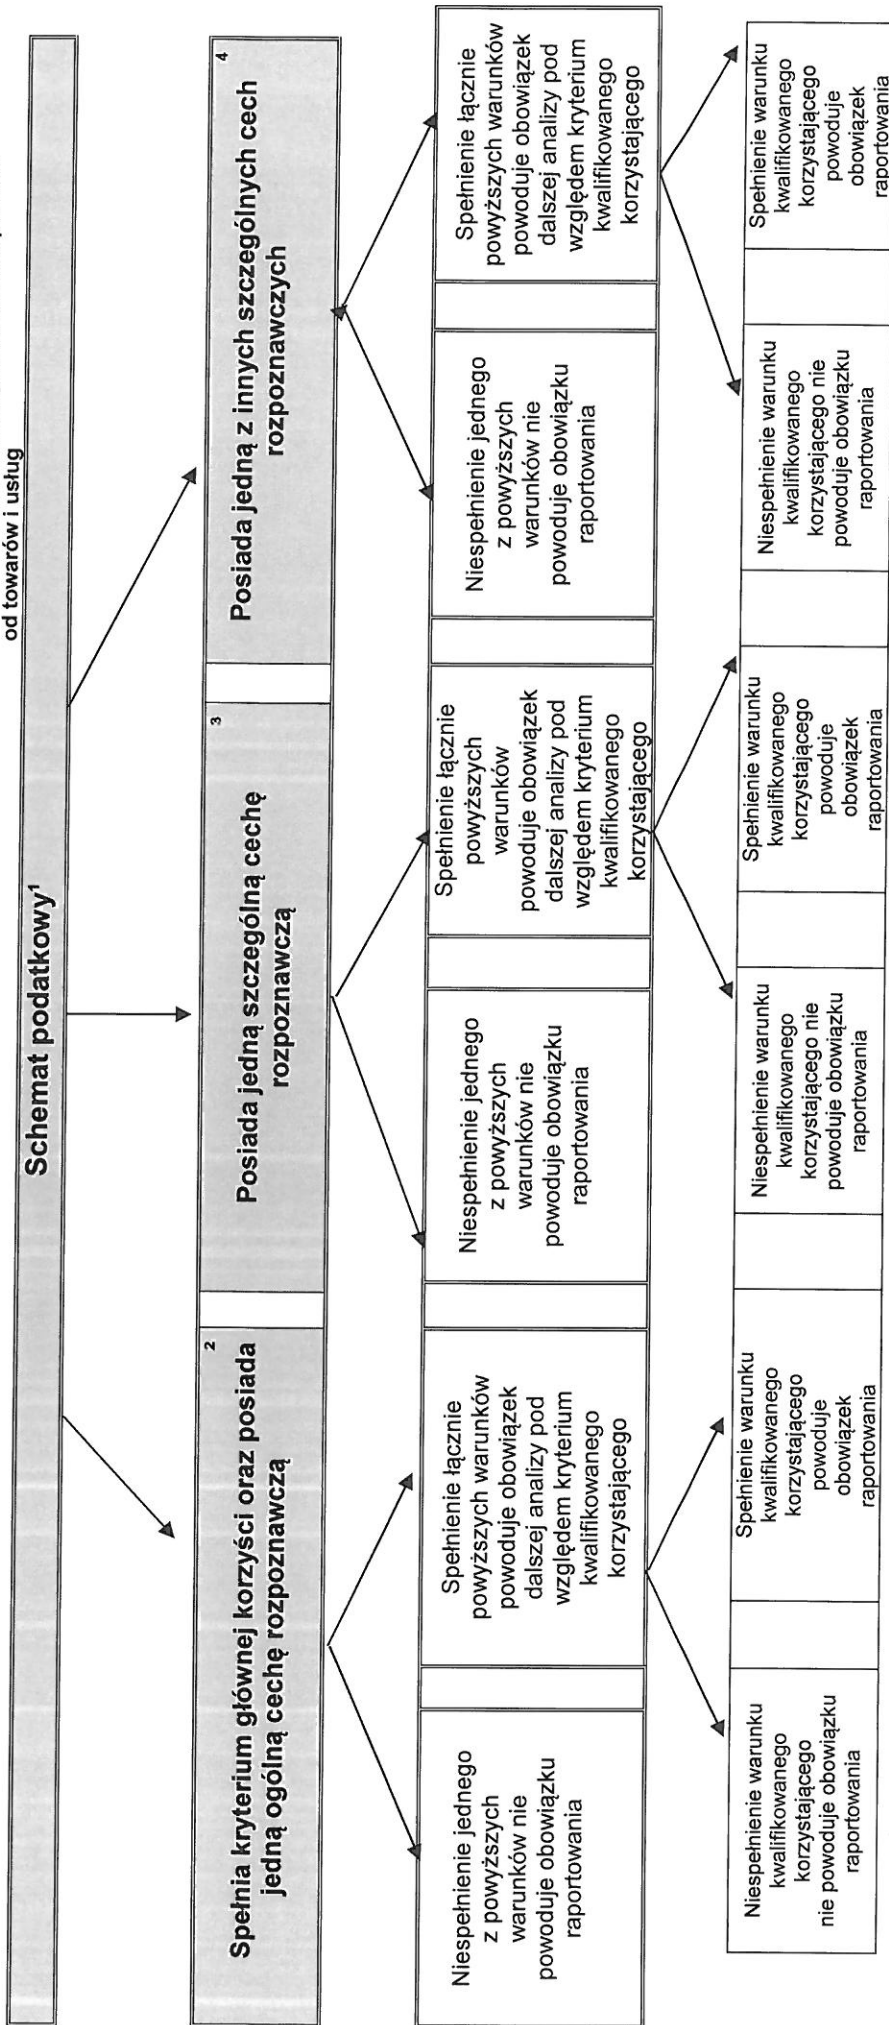 od towarów i usług
Schemat podatkowy¹
2
Spełnia kryterium głównej korzyści oraz posiada
jedną ogólną cechę rozpoznawczą
3
Posiada jedną szczególną cechę
rozpoznawczą
4
Posiada jedną z innych szczególnych cech
rozpoznawczych
Niespełnienie jednego
z powyższych
warunków nie
powoduje obowiązku
raportowania
Spełnienie łącznie
powyższych warunków
powoduje obowiązek
dalszej analizy pod
względem kryterium
kwalifikowanego
korzystającego
Niespełnienie jednego
z powyższych
warunków nie
powoduje obowiązku
raportowania
Spełnienie łącznie
powyższych
warunków
powoduje obowiązek
dalszej analizy pod
względem kryterium
kwalifikowanego
korzystającego
Niespełnienie jednego
z powyższych
warunków nie
powoduje obowiązku
raportowania
Spełnienie łącznie
powyższych warunków
powoduje obowiązek
dalszej analizy pod
względem kryterium
kwalifikowanego
korzystającego
Niespełnienie warunku
kwalifikowanego
korzystającego
nie powoduje obowiązku
raportowania
Spełnienie warunku
kwalifikowanego
korzystającego
powoduje
obowiązek
raportowania
Niespełnienie warunku
kwalifikowanego
korzystającego nie
powoduje obowiązku
raportowania
Spełnienie warunku
kwalifikowanego
korzystającego
powoduje
obowiązek
raportowania
Niespełnienie warunku
kwalifikowanego
korzystającego nie
powoduje obowiązku
raportowania
Spełnienie warunku
kwalifikowanego
korzystającego
powoduje
obowiązek
raportowania